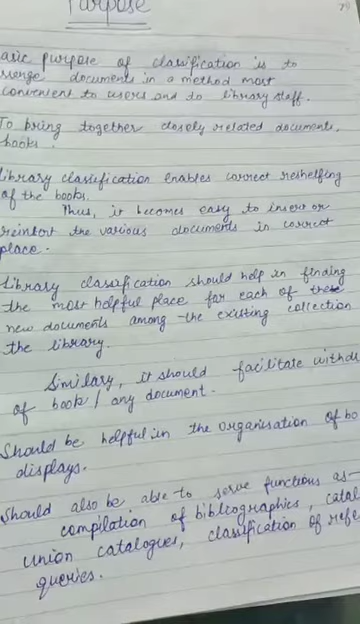 Purpose
purpose of classification is to
documents in a method most
convenient to users and to library staff.
To bring together closely related documents,
books.
library classification enables correct reshelfing
of the books.
Thus, it becomes easy to insert or
reinsert the various documents in correct
place.
Library classification should help in finding
the most helpful place for each of these
new documents among the existing collection
the library.
Similary, it should facilitate withd
of book / any document.
Should be helpful in the organisation of bo
displays.
Should also be able to serve functions as -
compilation of bibliographics, catal
union catalogues, classification of refe
queries.